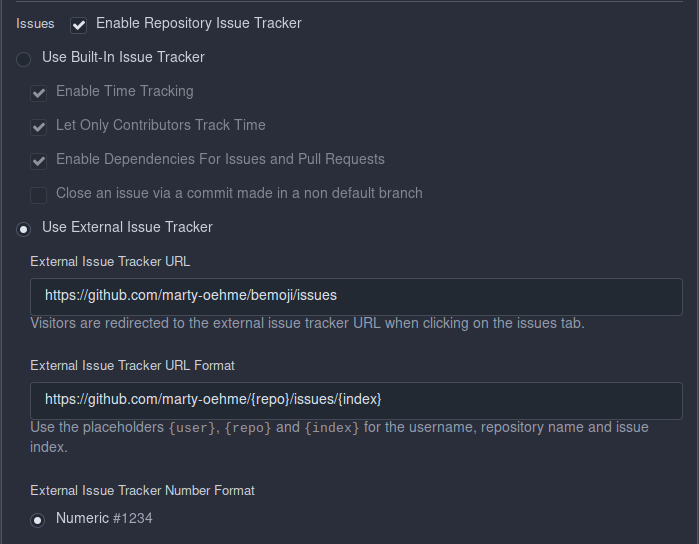 Issues Enable Repository Issue Tracker
Use Built-In Issue Tracker
Enable Time Tracking
Let Only Contributors Track Time
Enable Dependencies For Issues and Pull Requests
Close an issue via a commit made in a non default branch
Use External Issue Tracker
External Issue Tracker URL
https://github.com/marty-oehme/bemoji/issues
Visitors are redirected to the external issue tracker URL when clicking on the issues tab.
External Issue Tracker URL Format
https://github.com/marty-oehme/{repo}/issues/{index}
Use the placeholders {user}, {repo} and {index} for the username, repository name and issue
index.
External Issue Tracker Number Format
Numeric #1234